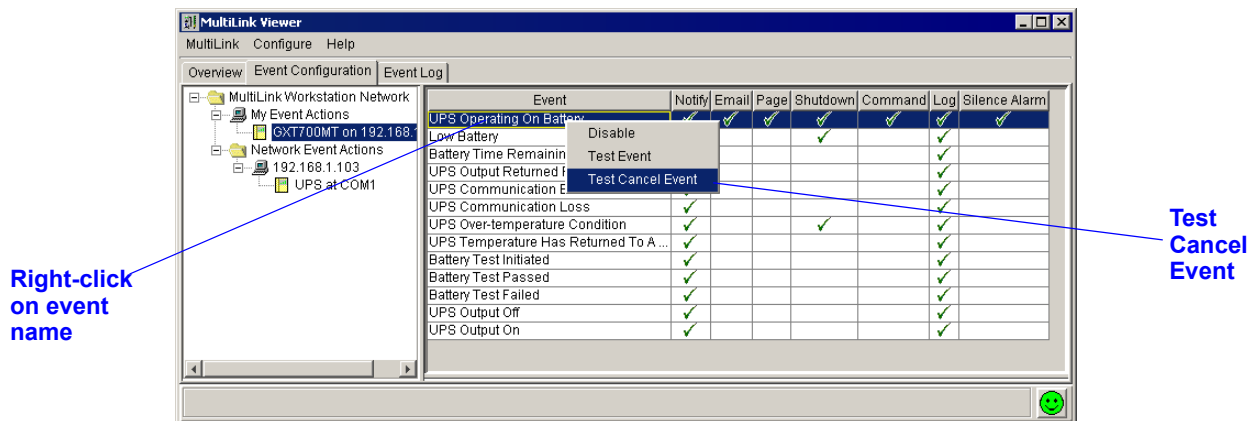 MultiLink Viewer
MultiLink Configure Help
Overview Event Configuration Event Log
MultiLink Workstation Network
My Event Actions
GXT700MT on 192.168.
Network Event Actions
192.168.1.103
UPS at COM1
Event Notify Email Page Shutdown Command Log Silence Alarm
UPS Operating On Battery
Low Battery
Battery Time Remainin
UPS Output Returned
UPS Communication
UPS Communication Loss
UPS Over-temperature Condition
UPS Temperature Has Returned To A ...
Battery Test Initiated
Battery Test Passed
Battery Test Failed
UPS Output Off
UPS Output On
Disable
Test Event
Test Cancel Event
Right-click
on event
name
Test
Cancel
Event